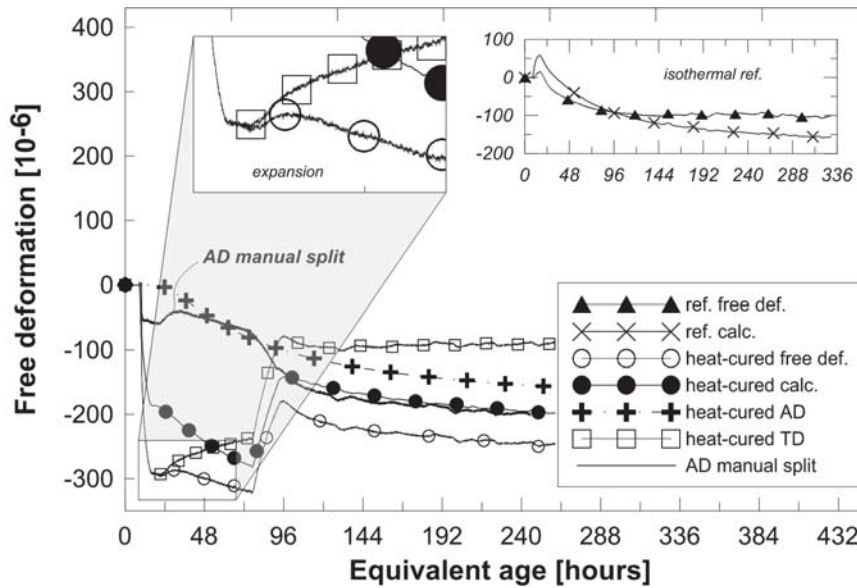 400
300
200
100
0
-100
-200
-300
Free deformation [10-6]
expansion
AD manual split
100
0
-100
-200
isothermal ref.
0 48 96 144 192 240 288 336
ref. free def.
ref. calc.
heat-cured free def.
heat-cured calc.
heat-cured AD
heat-cured TD
AD manual split
0 48 96 144 192 240 288 336 384 432
Equivalent age [hours]